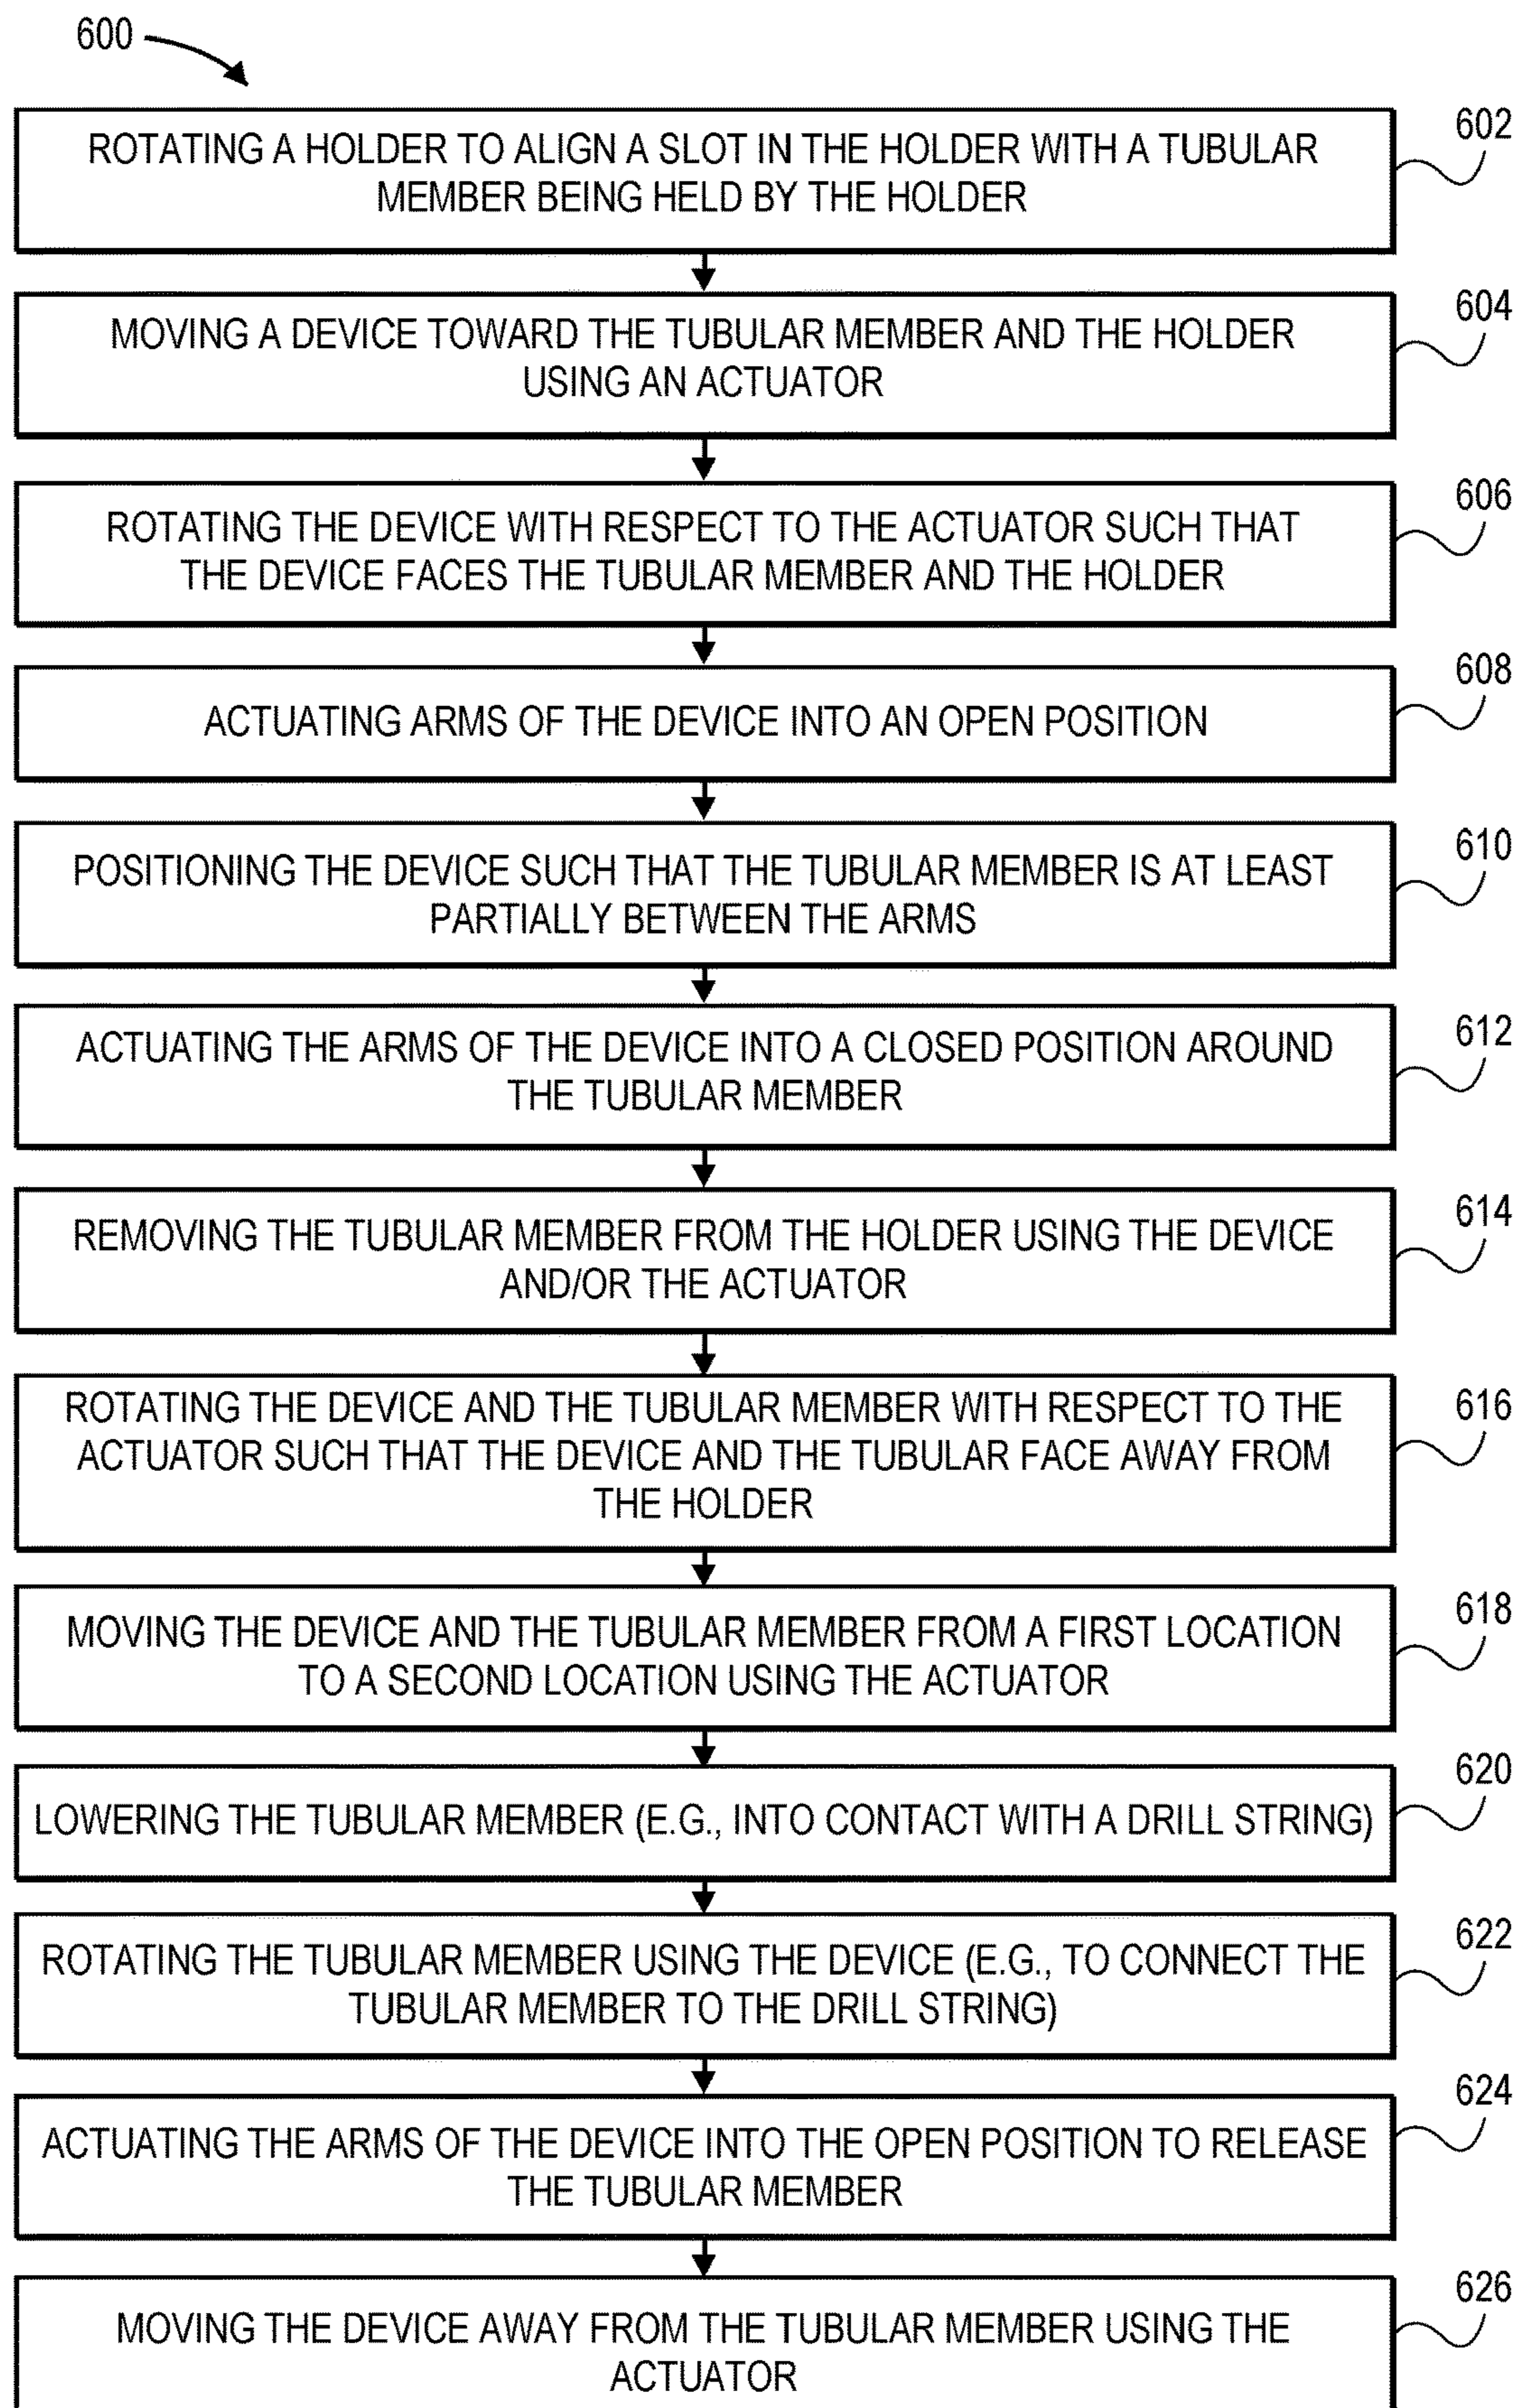 600
602
ROTATING A HOLDER TO ALIGN A SLOT IN THE HOLDER WITH A TUBULAR
MEMBER BEING HELD BY THE HOLDER
604
MOVING A DEVICE TOWARD THE TUBULAR MEMBER AND THE HOLDER
USING AN ACTUATOR
606
ROTATING THE DEVICE WITH RESPECT TO THE ACTUATOR SUCH THAT
THE DEVICE FACES THE TUBULAR MEMBER AND THE HOLDER
608
ACTUATING ARMS OF THE DEVICE INTO AN OPEN POSITION
610
POSITIONING THE DEVICE SUCH THAT THE TUBULAR MEMBER IS AT LEAST
PARTIALLY BETWEEN THE ARMS
612
ACTUATING THE ARMS OF THE DEVICE INTO A CLOSED POSITION AROUND
THE TUBULAR MEMBER
614
REMOVING THE TUBULAR MEMBER FROM THE HOLDER USING THE DEVICE
AND/OR THE ACTUATOR
616
ROTATING THE DEVICE AND THE TUBULAR MEMBER WITH RESPECT TO THE
ACTUATOR SUCH THAT THE DEVICE AND THE TUBULAR FACE AWAY FROM
THE HOLDER
618
MOVING THE DEVICE AND THE TUBULAR MEMBER FROM A FIRST LOCATION
TO A SECOND LOCATION USING THE ACTUATOR
620
LOWERING THE TUBULAR MEMBER (E.G., INTO CONTACT WITH A DRILL STRING)
622
ROTATING THE TUBULAR MEMBER USING THE DEVICE (E.G., TO CONNECT THE
TUBULAR MEMBER TO THE DRILL STRING)
624
ACTUATING THE ARMS OF THE DEVICE INTO THE OPEN POSITION TO RELEASE
THE TUBULAR MEMBER
626
MOVING THE DEVICE AWAY FROM THE TUBULAR MEMBER USING THE
ACTUATOR